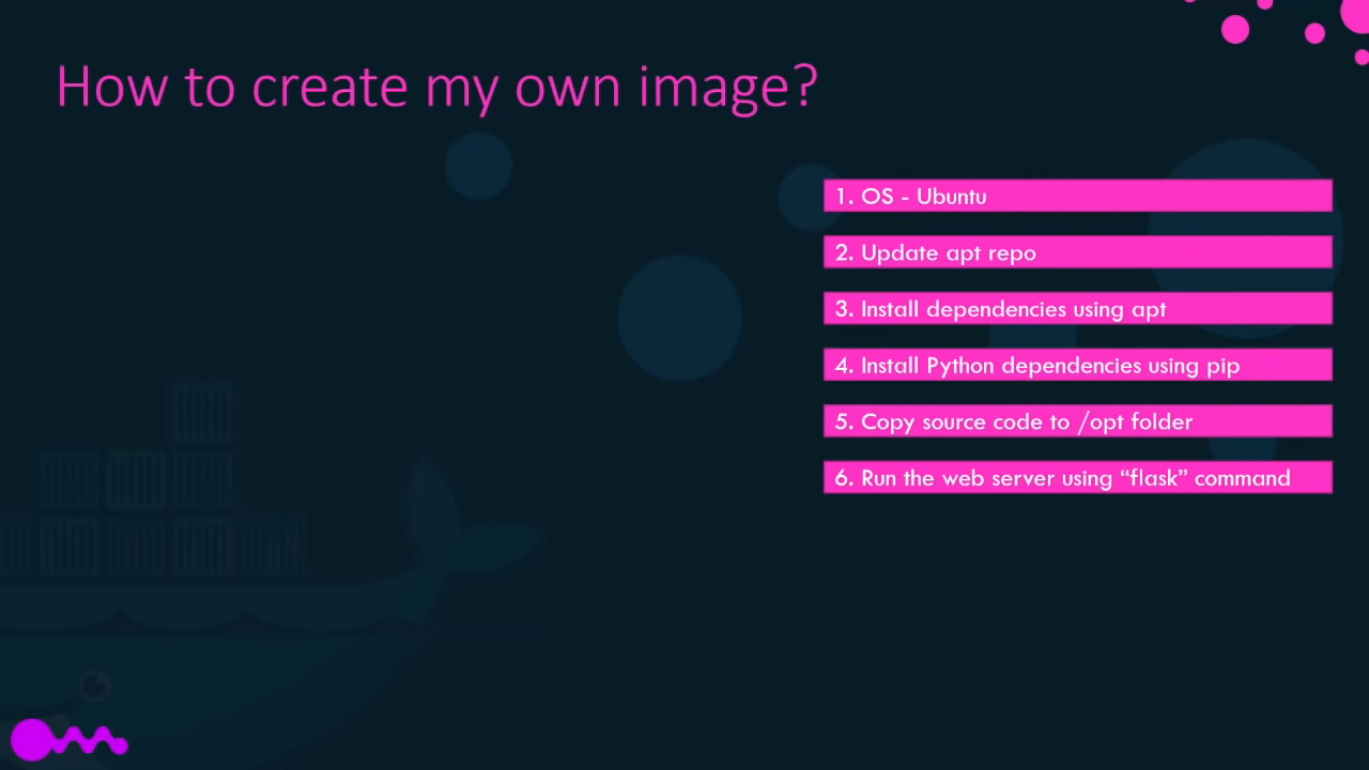 How to create my own image?
1. OS - Ubuntu
2. Update apt repo
3. Install dependencies using apt
4. Install Python dependencies using pip
5. Copy source code to /opt folder
6. Run the web server using “flask” command